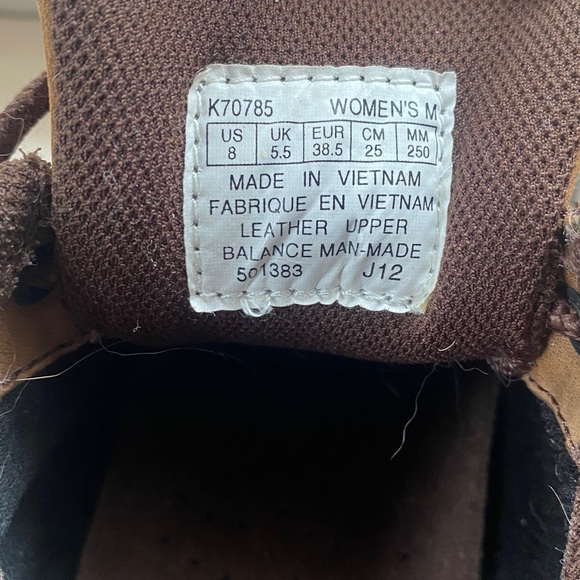 K70785 WOMEN'S M
US UK EUR CM MM
8 5.5 38.5 25 250
MADE IN VIETNAM
FABRIQUE EN VIETNAM
LEATHER UPPER
BALANCE MAN-MADE
501383 J12